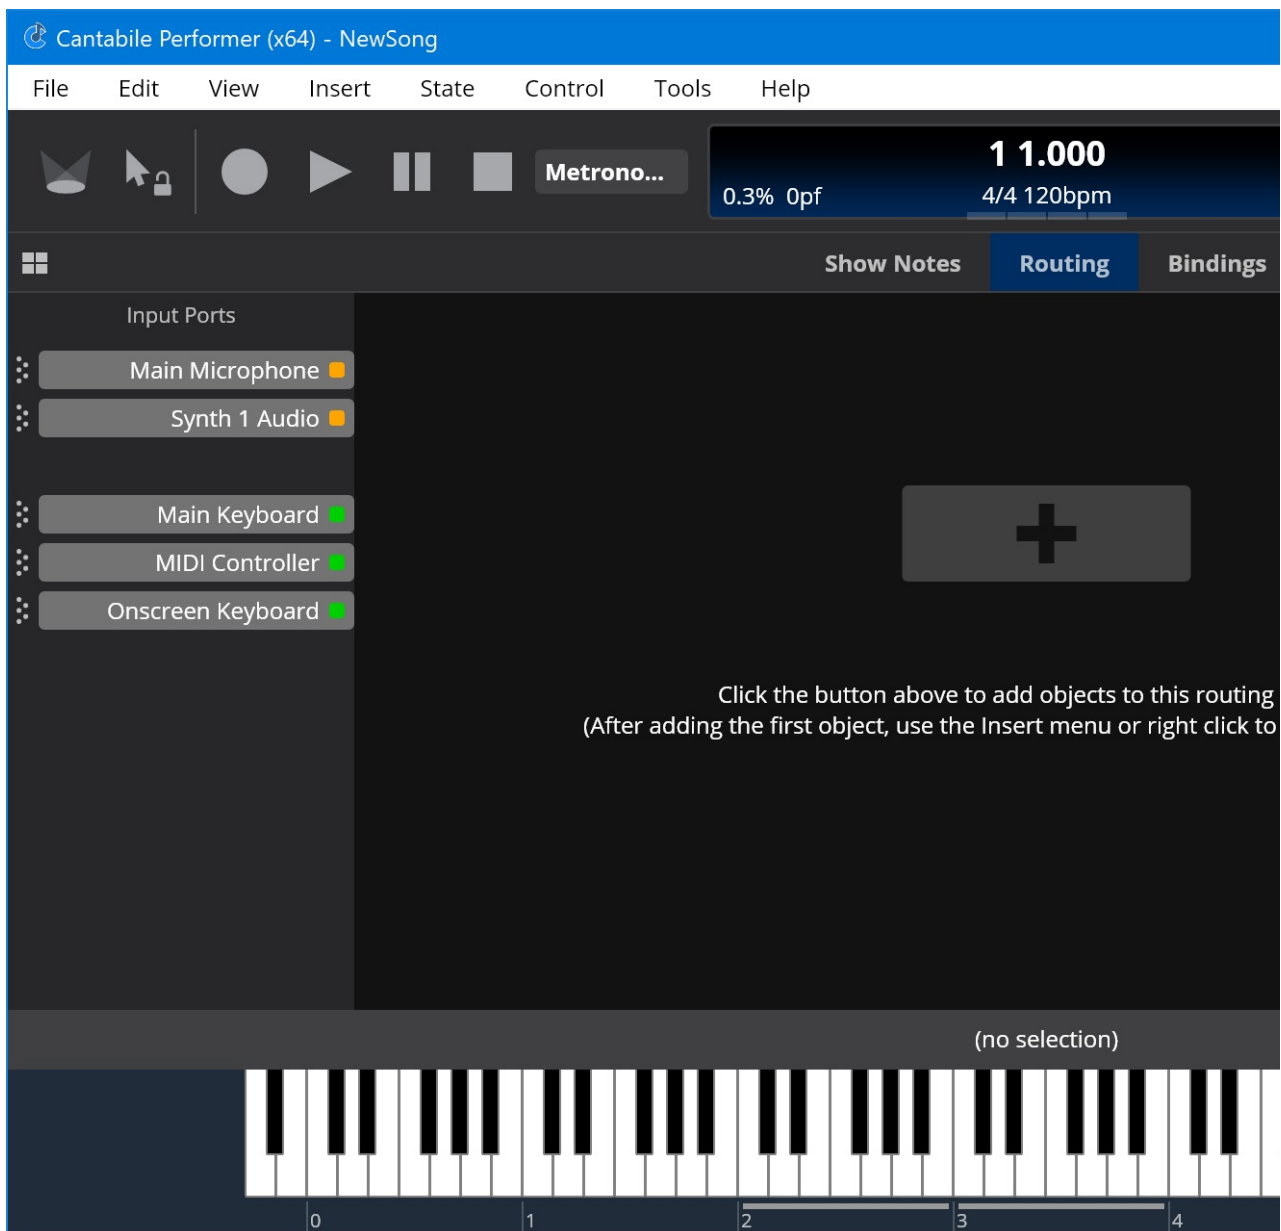 Cantabile Performer (x64) - NewSong
File Edit View Insert State Control Tools Help
Metrono...
1 1.000
0.3% 0pf 4/4 120bpm
Show Notes Routing Bindings
Input Ports
Main Microphone
Synth 1 Audio
Main Keyboard
MIDI Controller
Onscreen Keyboard
Click the button above to add objects to this routing
(After adding the first object, use the Insert menu or right click to
(no selection)
0 1 2 3 4